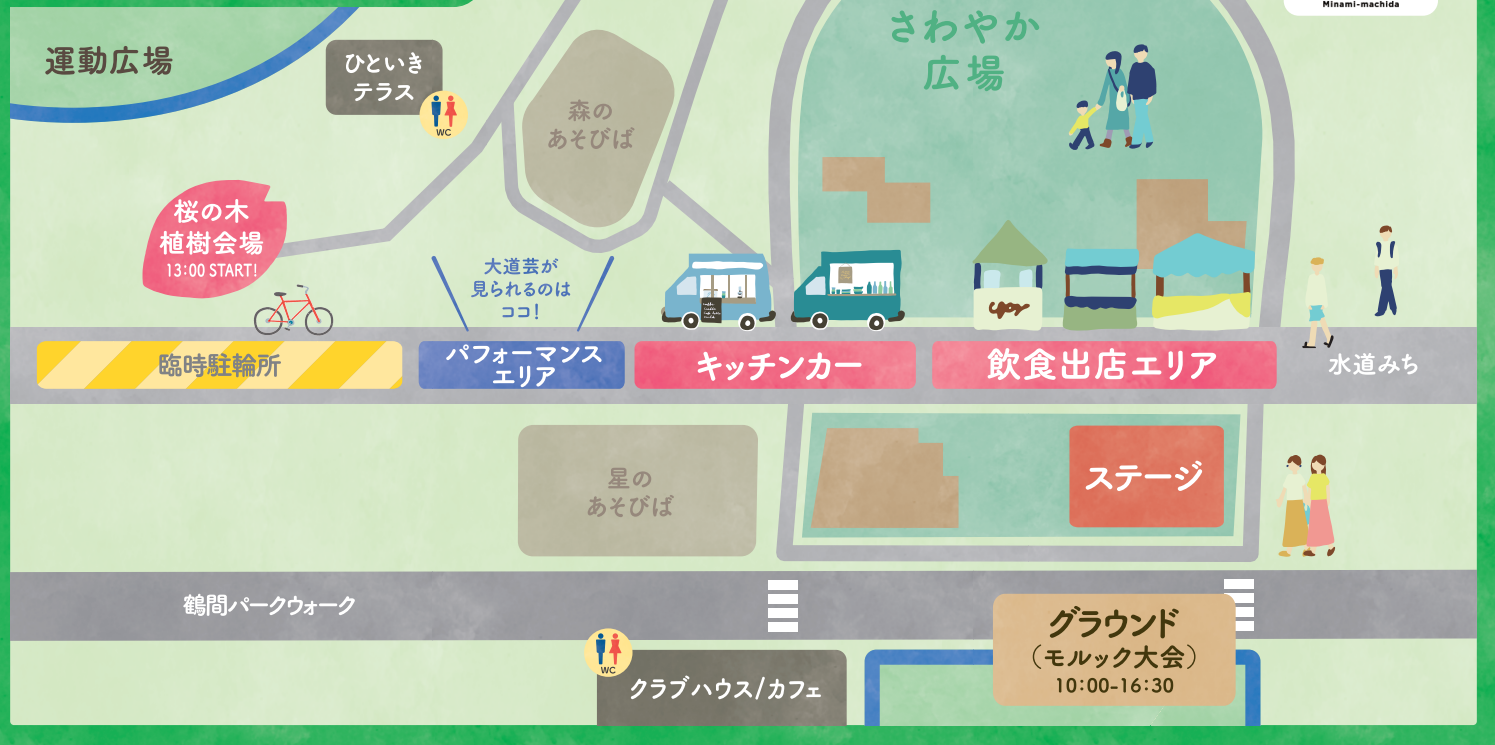 Minami-machida
さわやか
広場
運動広場
ひといき
テラス
WC
森の
あそびば
桜の木
植樹会場
13:00 START!
大道芸が
見られるのは
ココ!
臨時駐輪所
パフォーマンス
エリア
キッチンカー
飲食出店エリア
水道みち
星の
あそびば
ステージ
鶴間パークウォーク
WC
クラブハウス/カフェ
グラウンド
(モルック大会)
10:00-16:30